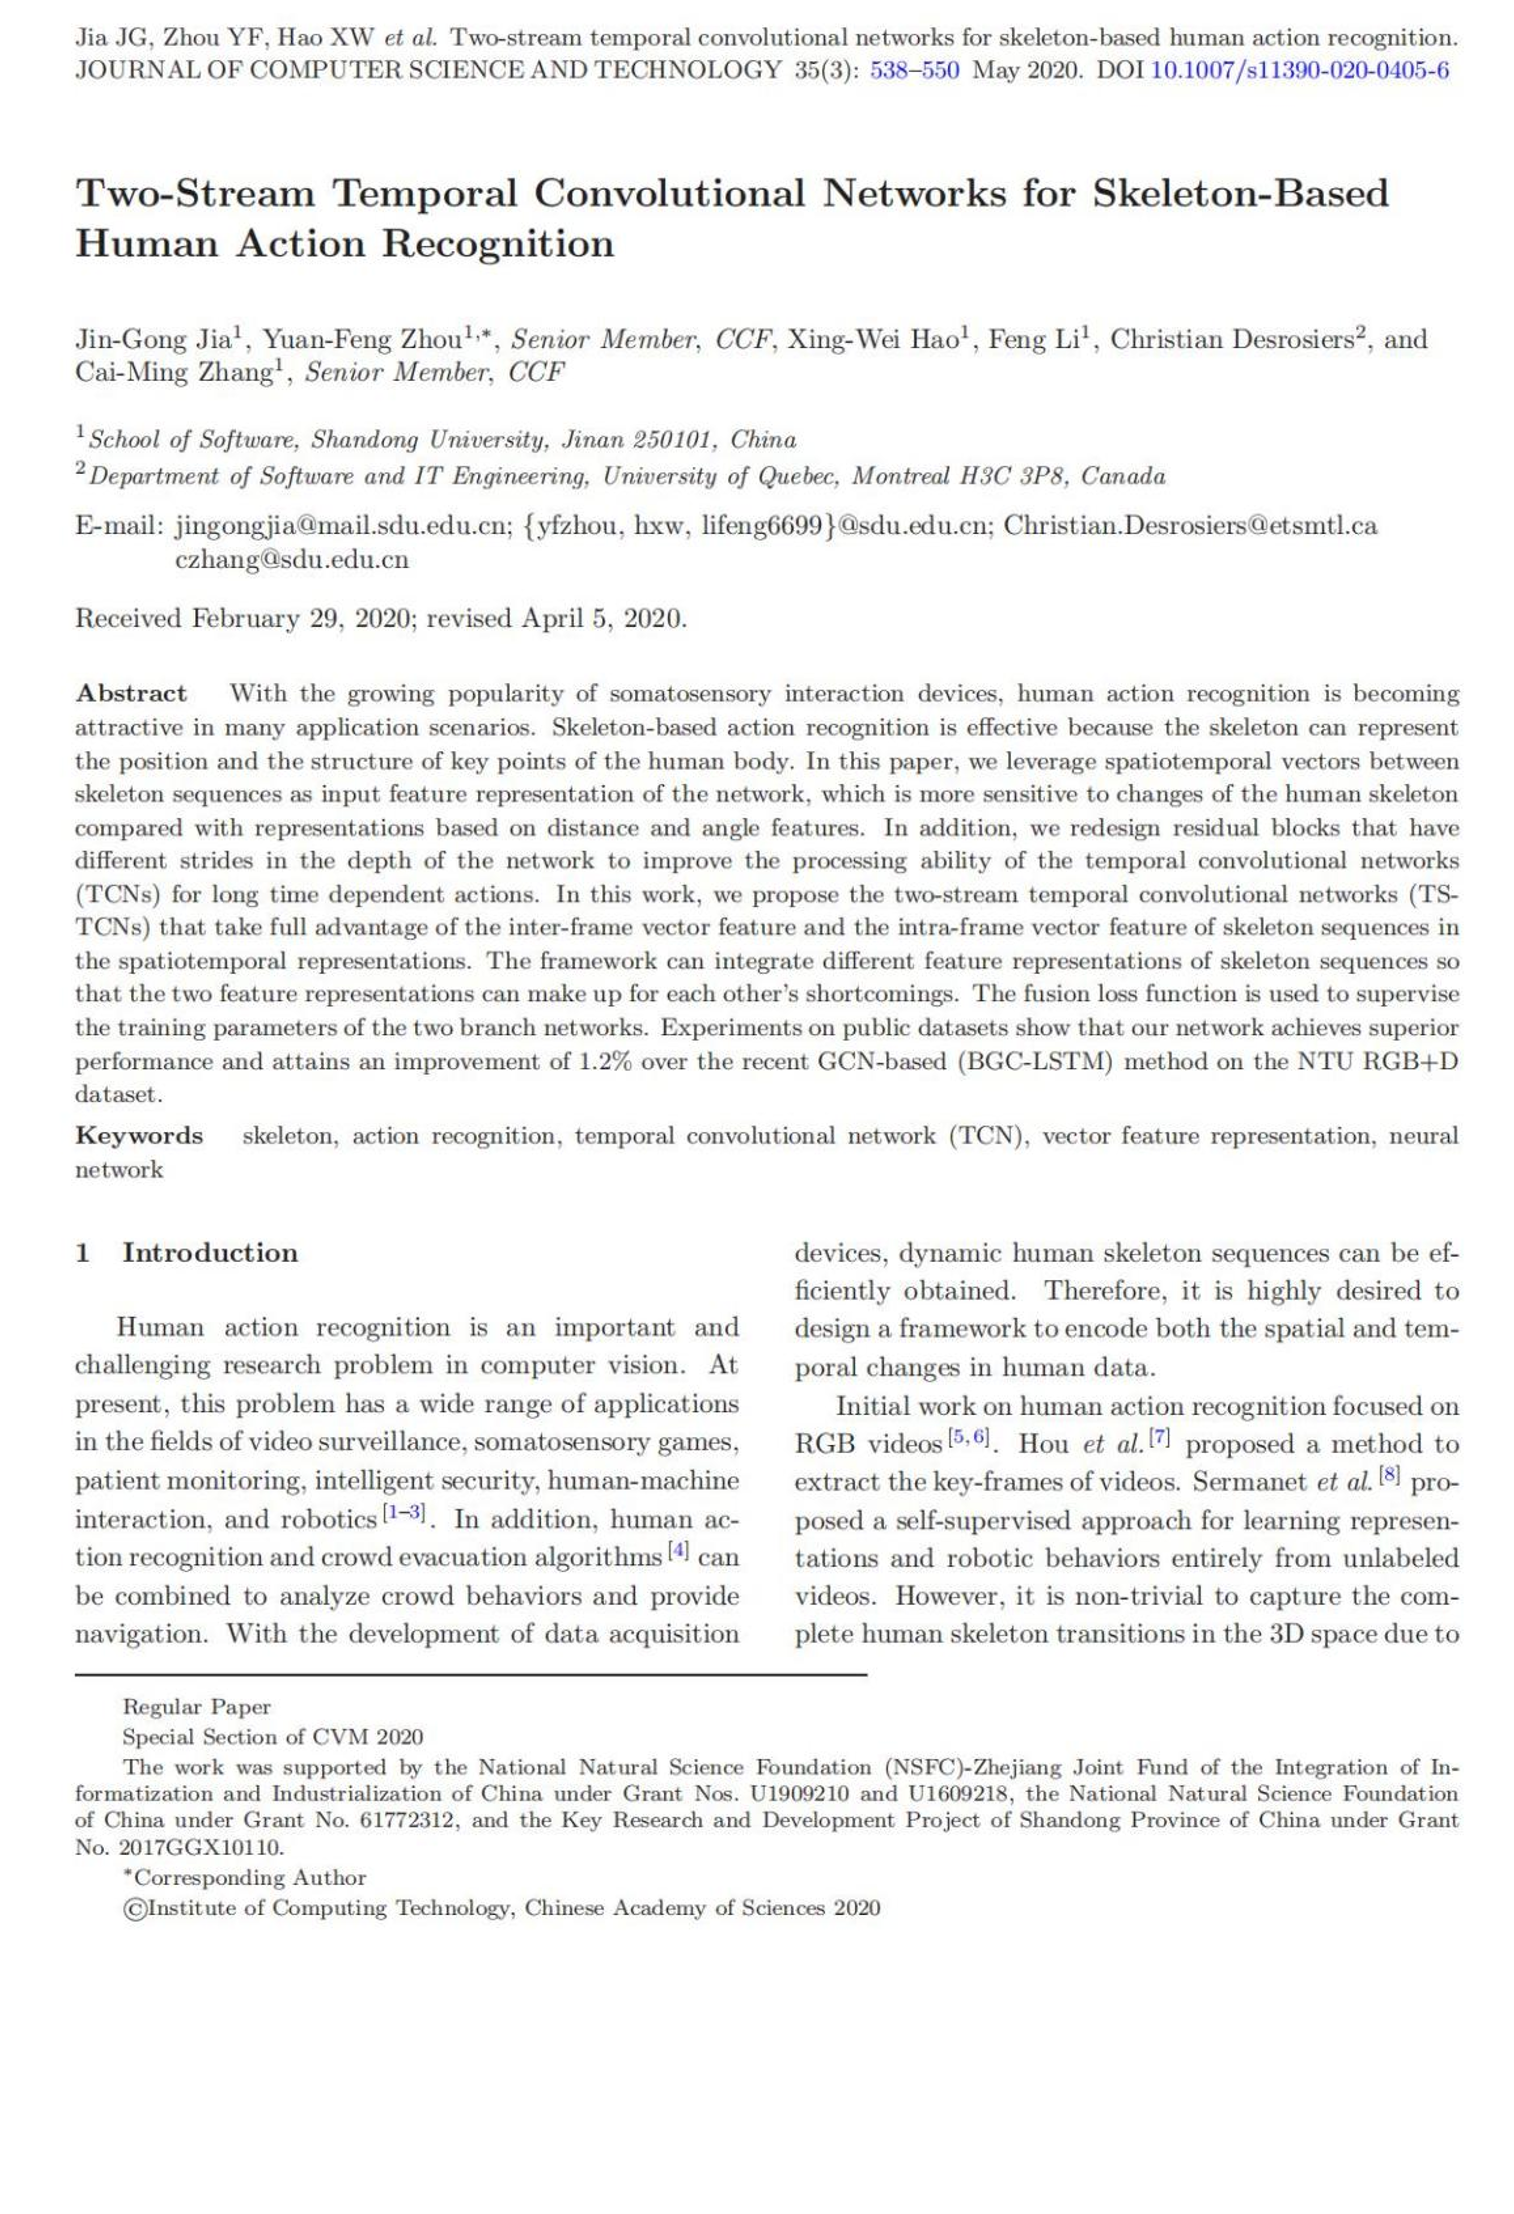 Jia JG, Zhou YF, Hao XW et al. Two-stream temporal convolutional networks for skeleton-based human action recognition.
JOURNAL OF COMPUTER SCIENCE AND TECHNOLOGY 35(3): 538–550 May 2020. DOI 10.1007/s11390-020-0405-6
Two-Stream Temporal Convolutional Networks for Skeleton-Based
Human Action Recognition
Jin-Gong Jia1, Yuan-Feng Zhou1,*, Senior Member, CCF, Xing-Wei Hao1, Feng Li1, Christian Desrosiers2, and
Cai-Ming Zhang1, Senior Member, CCF
1 School of Software, Shandong University, Jinan 250101, China
2 Department of Software and IT Engineering, University of Quebec, Montreal H3C 3P8, Canada
E-mail: jingongjia@mail.sdu.edu.cn; {yfzhou, hxw, lifeng6699}@sdu.edu.cn; Christian.Desrosiers@etsmtl.ca
czhang@sdu.edu.cn
Received February 29, 2020; revised April 5, 2020.
Abstract With the growing popularity of somatosensory interaction devices, human action recognition is becoming
attractive in many application scenarios. Skeleton-based action recognition is effective because the skeleton can represent
the position and the structure of key points of the human body. In this paper, we leverage spatiotemporal vectors between
skeleton sequences as input feature representation of the network, which is more sensitive to changes of the human skeleton
compared with representations based on distance and angle features. In addition, we redesign residual blocks that have
different strides in the depth of the network to improve the processing ability of the temporal convolutional networks
(TCNs) for long time dependent actions. In this work, we propose the two-stream temporal convolutional networks (TS-
TCNs) that take full advantage of the inter-frame vector feature and the intra-frame vector feature of skeleton sequences in
the spatiotemporal representations. The framework can integrate different feature representations of skeleton sequences so
that the two feature representations can make up for each other's shortcomings. The fusion loss function is used to supervise
the training parameters of the two branch networks. Experiments on public datasets show that our network achieves superior
performance and attains an improvement of 1.2% over the recent GCN-based (BGC-LSTM) method on the NTU RGB+D
dataset.
Keywords skeleton, action recognition, temporal convolutional network (TCN), vector feature representation, neural
network
1 Introduction
Human action recognition is an important and
challenging research problem in computer vision. At
present, this problem has a wide range of applications
in the fields of video surveillance, somatosensory games,
patient monitoring, intelligent security, human-machine
interaction, and robotics [1–3]. In addition, human ac-
tion recognition and crowd evacuation algorithms [4] can
be combined to analyze crowd behaviors and provide
navigation. With the development of data acquisition
devices, dynamic human skeleton sequences can be ef-
ficiently obtained. Therefore, it is highly desired to
design a framework to encode both the spatial and tem-
poral changes in human data.
Initial work on human action recognition focused on
RGB videos [5,6]. Hou et al. [7] proposed a method to
extract the key-frames of videos. Sermanet et al. [8] pro-
posed a self-supervised approach for learning represen-
tations and robotic behaviors entirely from unlabeled
videos. However, it is non-trivial to capture the com-
plete human skeleton transitions in the 3D space due to
Regular Paper
Special Section of CVM 2020
The work was supported by the National Natural Science Foundation (NSFC)-Zhejiang Joint Fund of the Integration of In-
formatization and Industrialization of China under Grant Nos. U1909210 and U1609218, the National Natural Science Foundation
of China under Grant No. 61772312, and the Key Research and Development Project of Shandong Province of China under Grant
No. 2017GGX10110.
*Corresponding Author
©Institute of Computing Technology, Chinese Academy of Sciences 2020